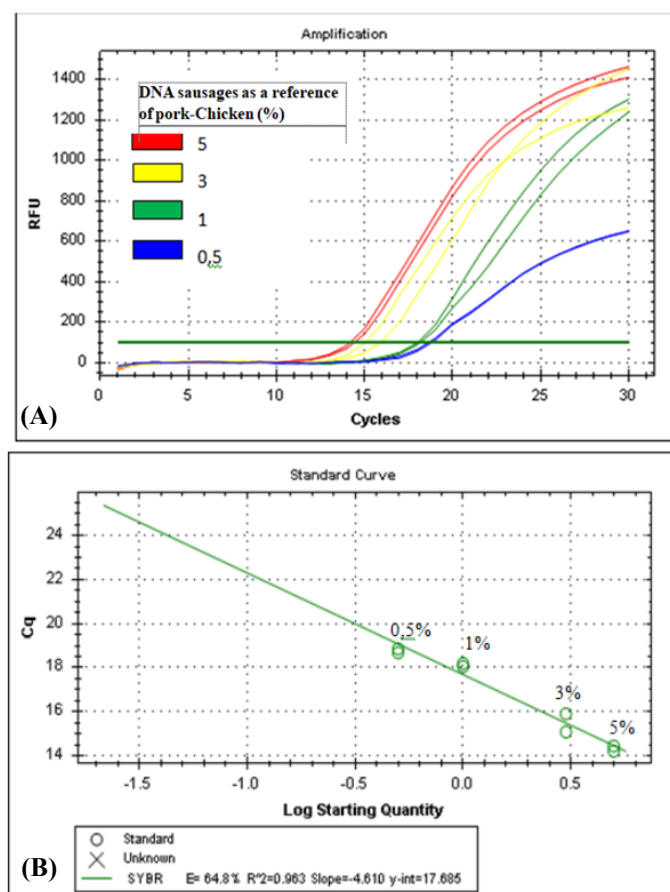 Amplification
1400
1200
1000
800
600
400
200
0
RFU
DNA sausages as a reference
of pork-Chicken (%)
5
3
1
0,5
0 5 10 15 20 25 30
Cycles
(A)
Standard Curve
24
22
20
18
16
14
Cq
0,5%
1%
3%
5%
-1.5 -1.0 -0.5 0.0 0.5
Log Starting Quantity
(B)
Standard
Unknown
SYBR E= 64.8% R^2=0.963 Slope=-4.610 y-int=17.685